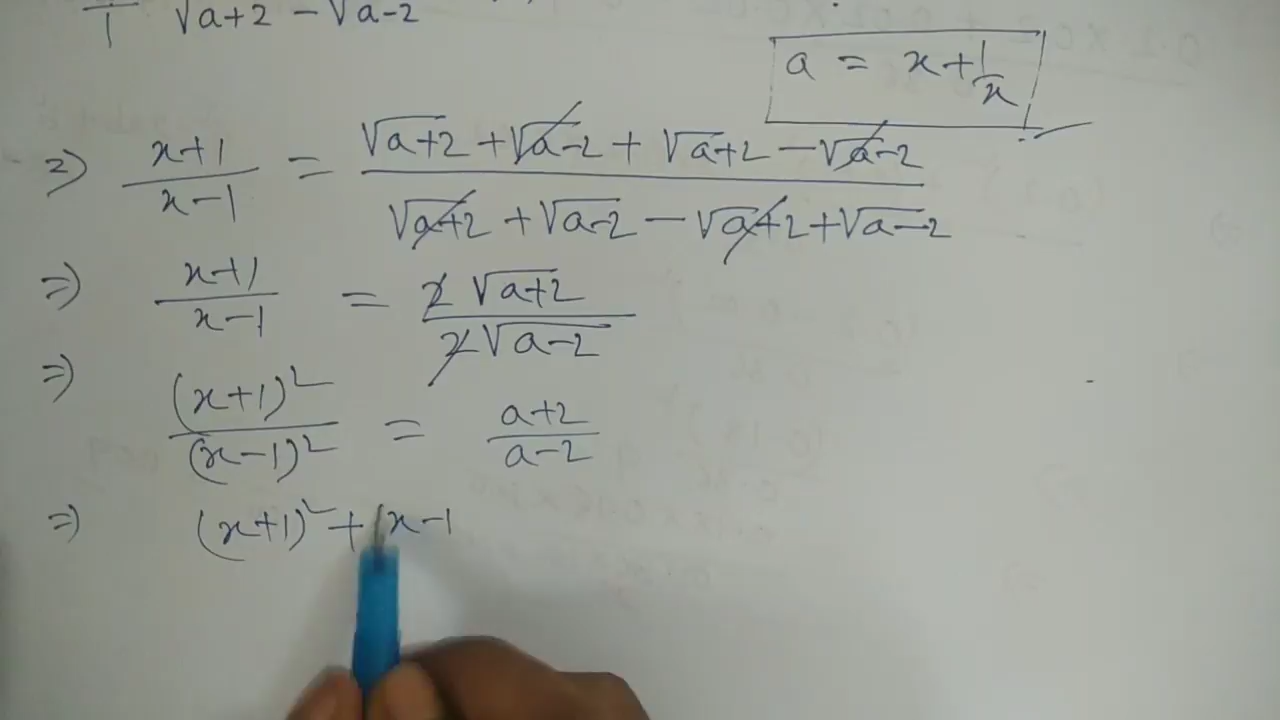 1 √a+2 − √a-2
a = x+1/x
2) x+1/x-1 = √a+2 + √a-2 + √a+2 − √a-2 / √a+2 + √a-2 − √a+2 + √a-2
⇒) x+1/x-1 = 2√a+2 / 2√a-2
⇒) (x+1)² / (x-1)² = a+2 / a-2
⇒) (x+1)² + (x-1